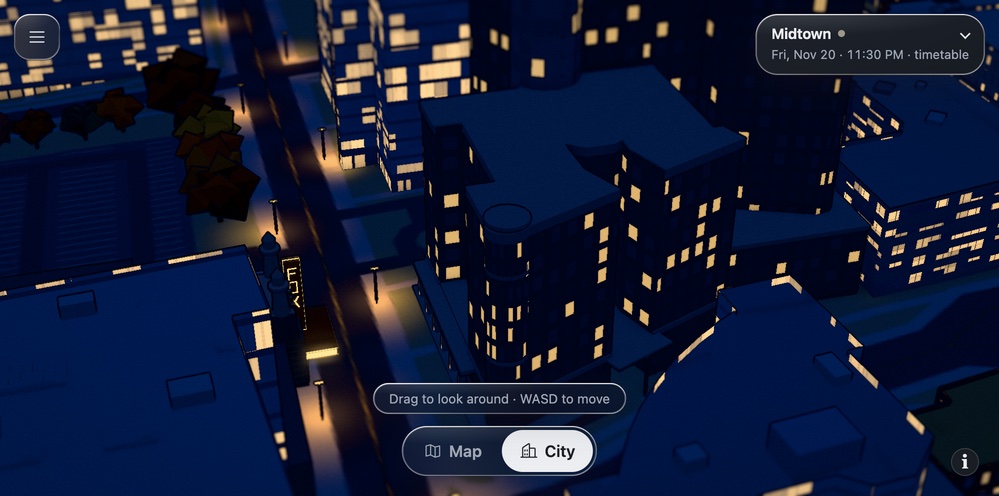 Midtown
Fri, Nov 20 · 11:30 PM · timetable
Drag to look around · WASD to move
Map
City